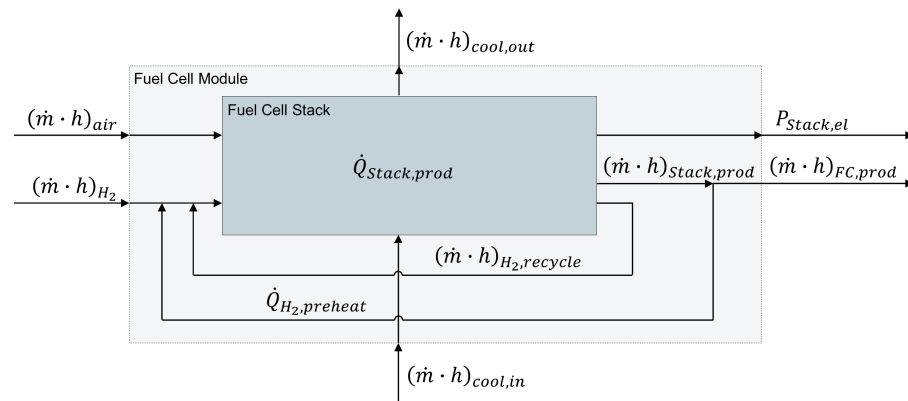 (ṁ · h)cool,out
Fuel Cell Module
Fuel Cell Stack
(ṁ · h)air
PStack,el
Q̇Stack,prod
(ṁ · h)Stack,prod
(ṁ · h)FC,prod
(ṁ · h)H2
(ṁ · h)H2,recycle
Q̇H2,preheat
(ṁ · h)cool,in